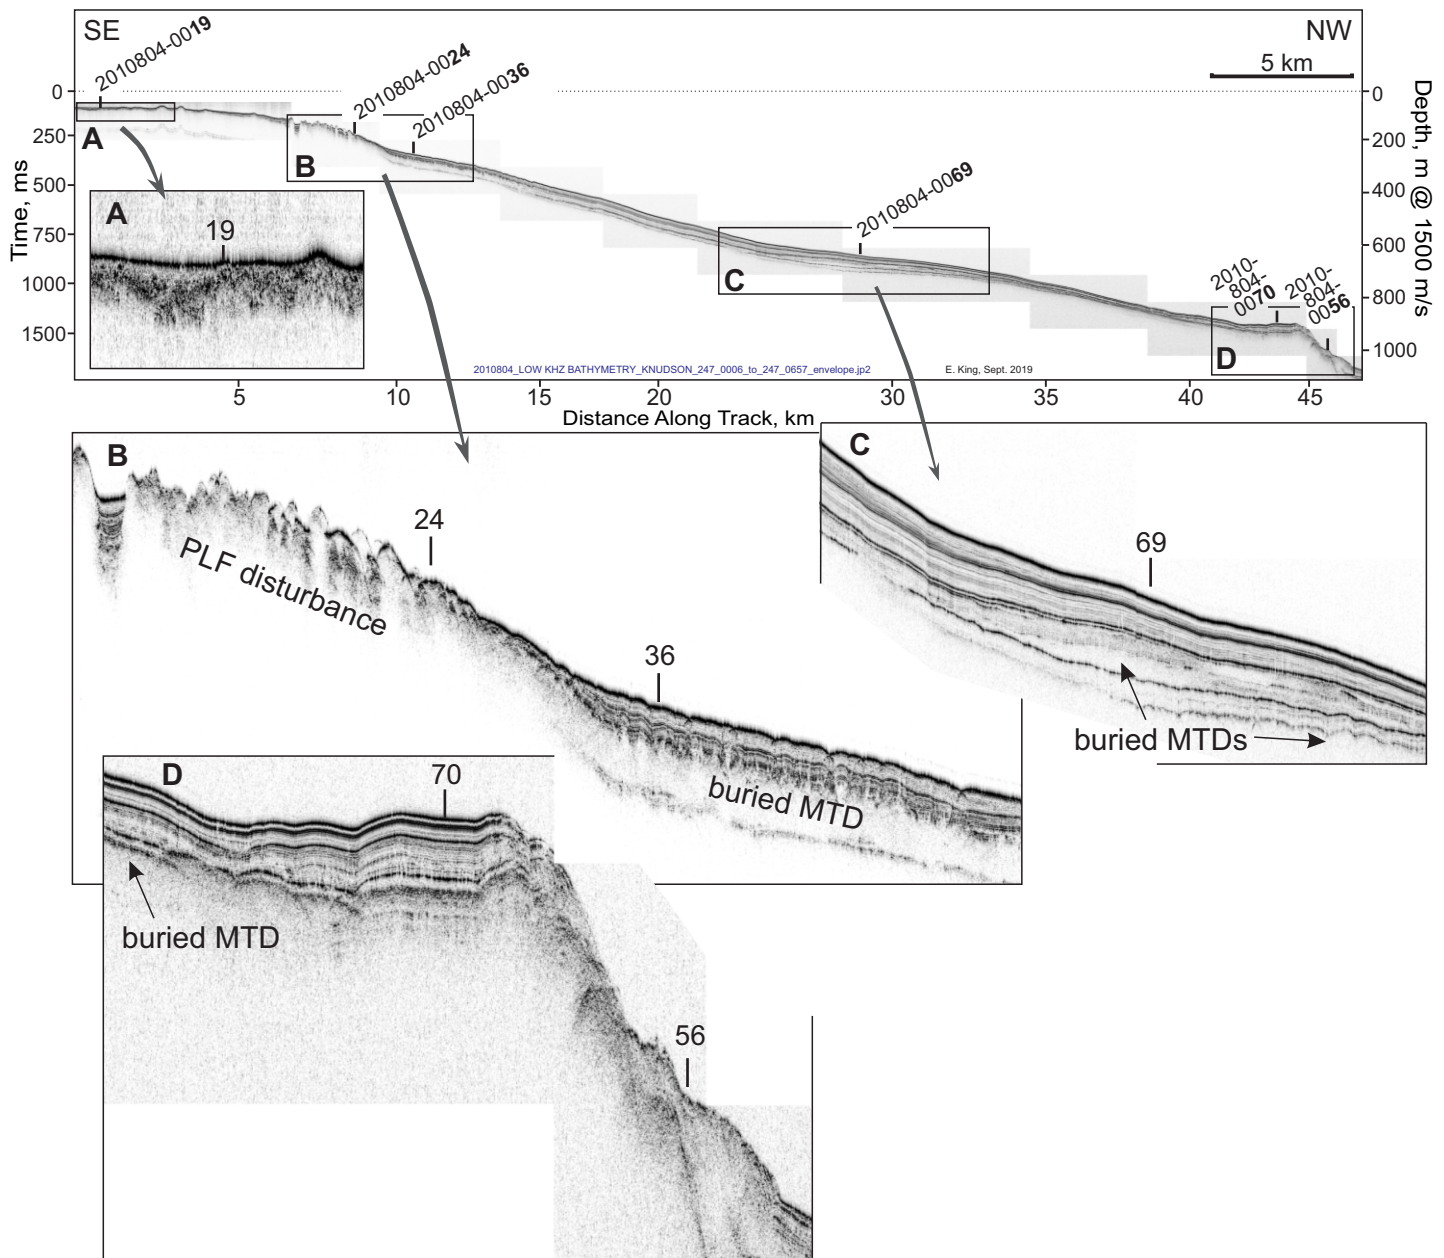 SE
NW
2010804-0019
2010804-0024
2010804-0036
5 km
0
250
500
750
1000
1500
Time, ms
0
200
400
600
800
1000
Depth, m @ 1500 m/s
A
B
2010804-0069
C
2010-
804-
0070
2010-
804-
0056
D
A
19
2010804_LOW KHZ BATHYMETRY_KNUDSON_247_0006_to_247_0657_envelope.jp2
E. King, Sept. 2019
5
10
15
20
30
35
40
45
Distance Along Track, km
B
24
PLF disturbance
36
buried MTD
C
69
buried MTDs
D
70
buried MTD
56